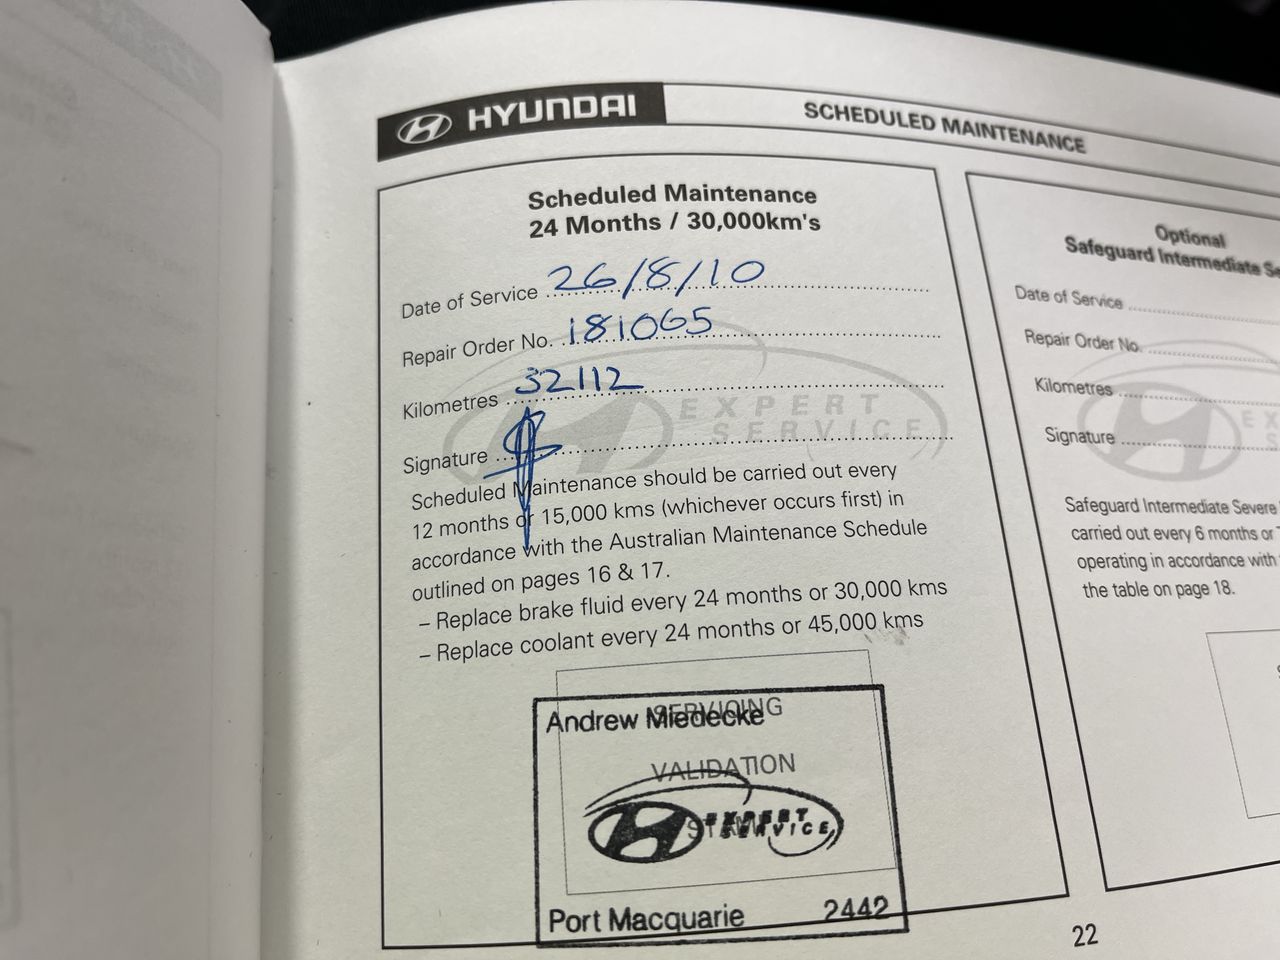 HYUNDAI
SCHEDULED MAINTENANCE
Scheduled Maintenance
24 Months / 30,000km's
Date of Service 26/8/10
Repair Order No. 181065
Kilometres 32112
EXPERT
SERVICE
Signature
Scheduled Maintenance should be carried out every
12 months or 15,000 kms (whichever occurs first) in
accordance with the Australian Maintenance Schedule
outlined on pages 16 & 17.
– Replace brake fluid every 24 months or 30,000 kms
– Replace coolant every 24 months or 45,000 kms
SERVICING
VALIDATION
STAMP
Andrew Miedecke
EXPERT
SERVICE
Port Macquarie 2442
Optional
Safeguard Intermediate Se
Date of Service
Repair Order No.
Kilometres
EX
S
Signature
Safeguard Intermediate Severe
carried out every 6 months or
operating in accordance with
the table on page 18.
22